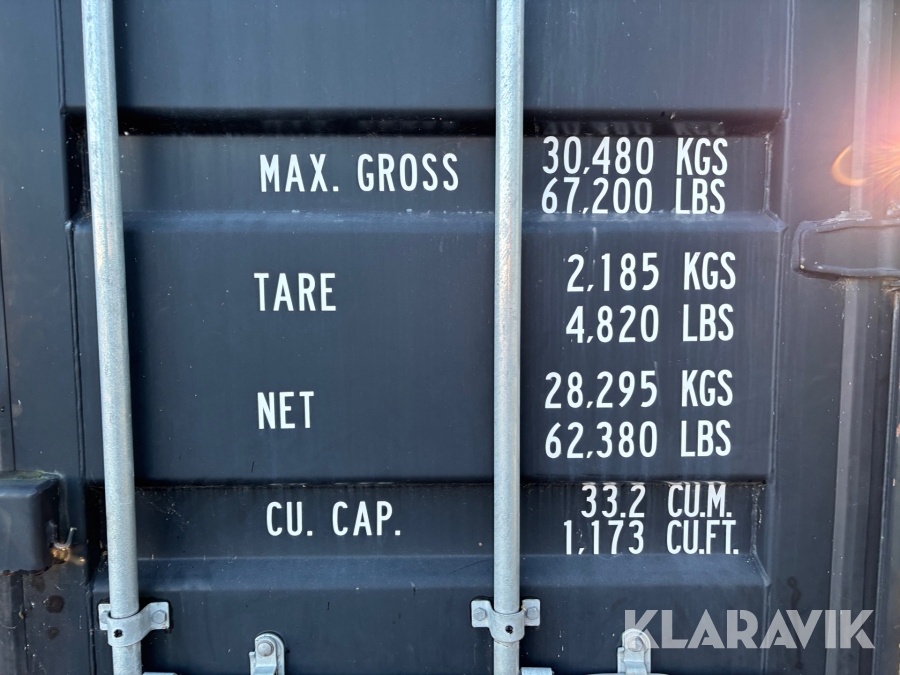 MAX. GROSS 30,480 KGS
67,200 LBS
TARE 2,185 KGS
4,820 LBS
NET 28,295 KGS
62,380 LBS
CU. CAP. 33.2 CU.M.
1,173 CU.FT.
KLARAVIK